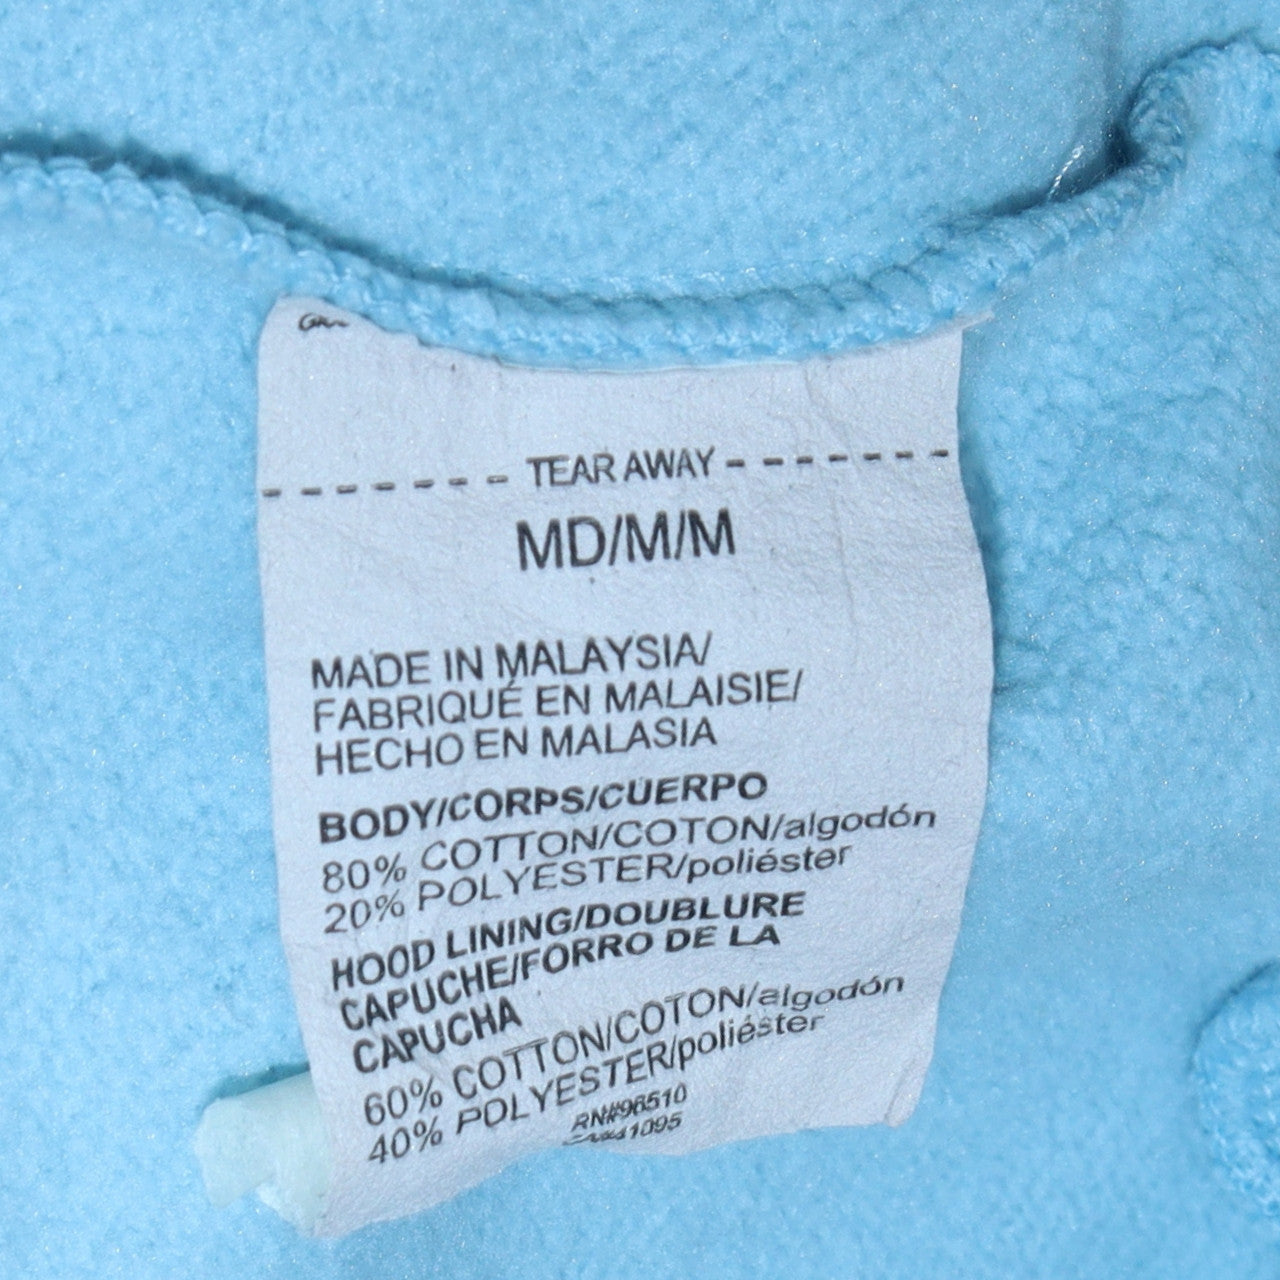 TEAR AWAY
MD/M/M
MADE IN MALAYSIA/
FABRIQUÉ EN MALAISIE/
HECHO EN MALASIA
BODY/CORPS/CUERPO
80% COTTON/COTON/algodón
20% POLYESTER/poliéster
HOOD LINING/DOUBLURE
CAPUCHE/FORRO DE LA
CAPUCHA
60% COTTON/COTON/algodón
40% POLYESTER/poliéster
RN#96510